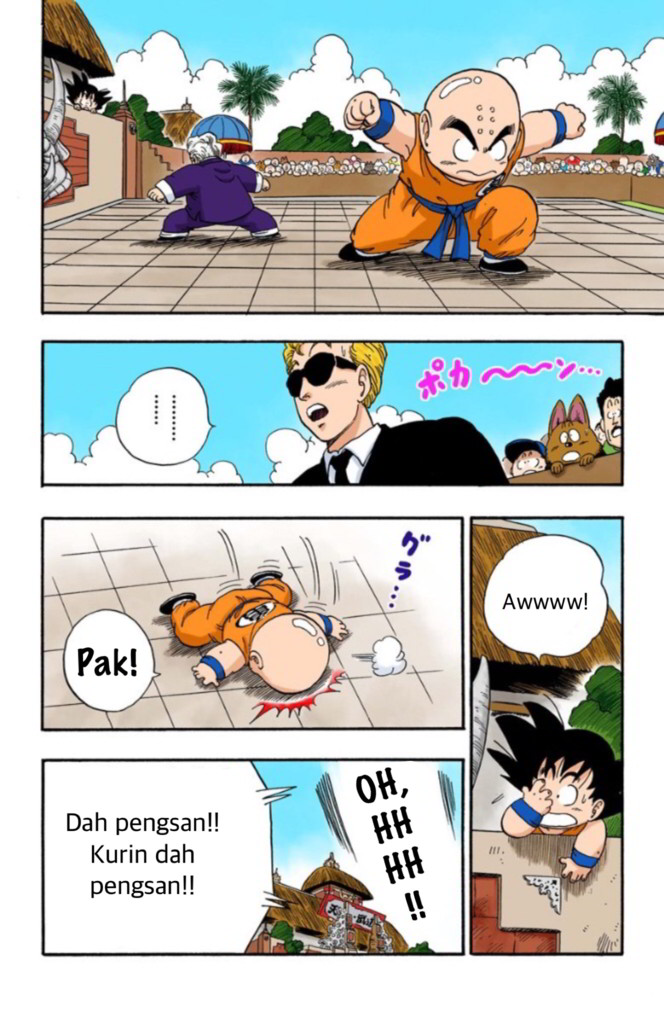 ポカ〜〜ン…
………
グラ…
Pak!
Awwww!
Dah pengsan!!
Kurin dah
pengsan!!
OH,
HH
HH
!!